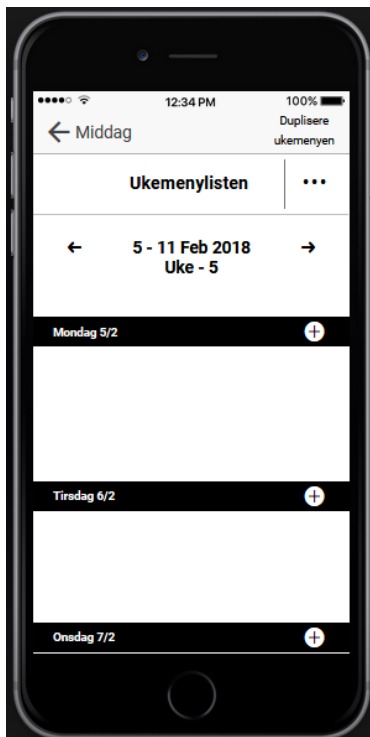 12:34 PM
100%
← Middag
Duplisere
ukemenyen
Ukemenylisten
•••
← 5 - 11 Feb 2018 →
Uke - 5
Mondag 5/2
Tirsdag 6/2
Onsdag 7/2